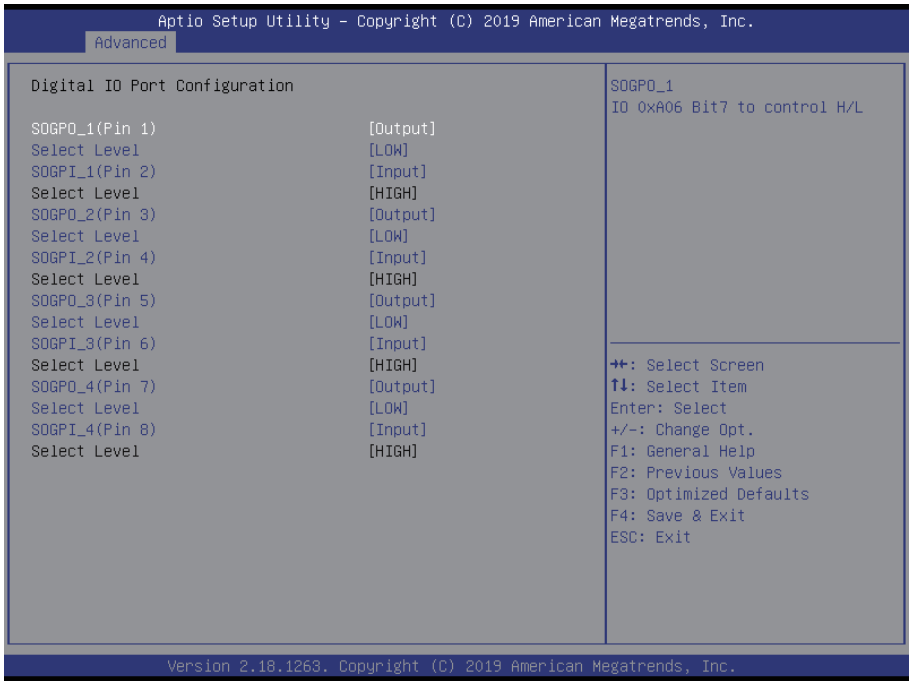 Aptio Setup Utility – Copyright (C) 2019 American Megatrends, Inc.
Advanced
Digital IO Port Configuration
SOGPO_1(Pin 1) [Output]
Select Level [LOW]
SOGPI_1(Pin 2) [Input]
Select Level [HIGH]
SOGPO_2(Pin 3) [Output]
Select Level [LOW]
SOGPI_2(Pin 4) [Input]
Select Level [HIGH]
SOGPO_3(Pin 5) [Output]
Select Level [LOW]
SOGPI_3(Pin 6) [Input]
Select Level [HIGH]
SOGPO_4(Pin 7) [Output]
Select Level [LOW]
SOGPI_4(Pin 8) [Input]
Select Level [HIGH]
SOGPO_1
IO 0xA06 Bit7 to control H/L
→←: Select Screen
↑↓: Select Item
Enter: Select
+/-: Change Opt.
F1: General Help
F2: Previous Values
F3: Optimized Defaults
F4: Save & Exit
ESC: Exit
Version 2.18.1263. Copyright (C) 2019 American Megatrends, Inc.